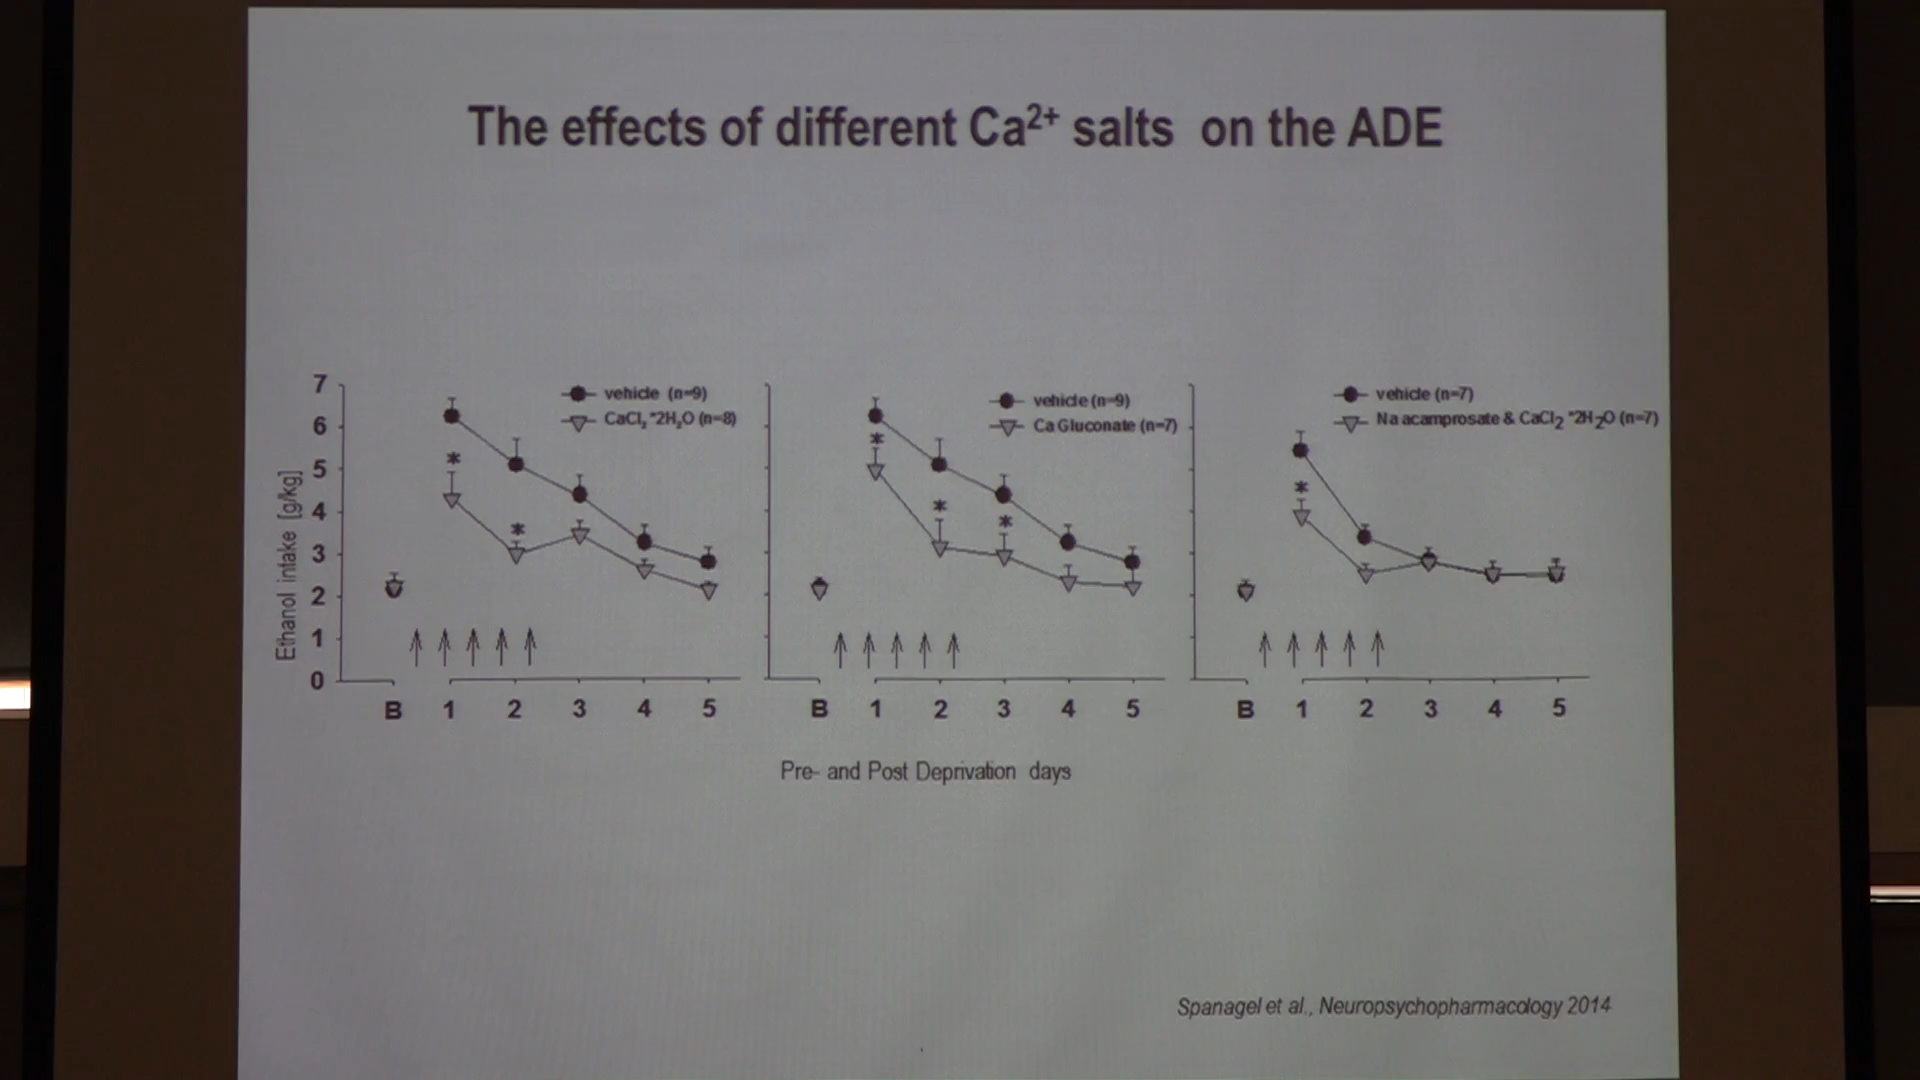 The effects of different Ca2+ salts on the ADE
7
6
5
4
3
2
1
0
Ethanol intake [g/kg]
vehicle (n=9)
CaCl2*2H2O (n=8)
*
*
B 1 2 3 4 5
vehicle (n=9)
Ca Gluconate (n=7)
*
*
*
B 1 2 3 4 5
vehicle (n=7)
Na acamprosate & CaCl2 *2H2O (n=7)
*
B 1 2 3 4 5
Pre- and Post Deprivation days
Spanagel et al., Neuropsychopharmacology 2014